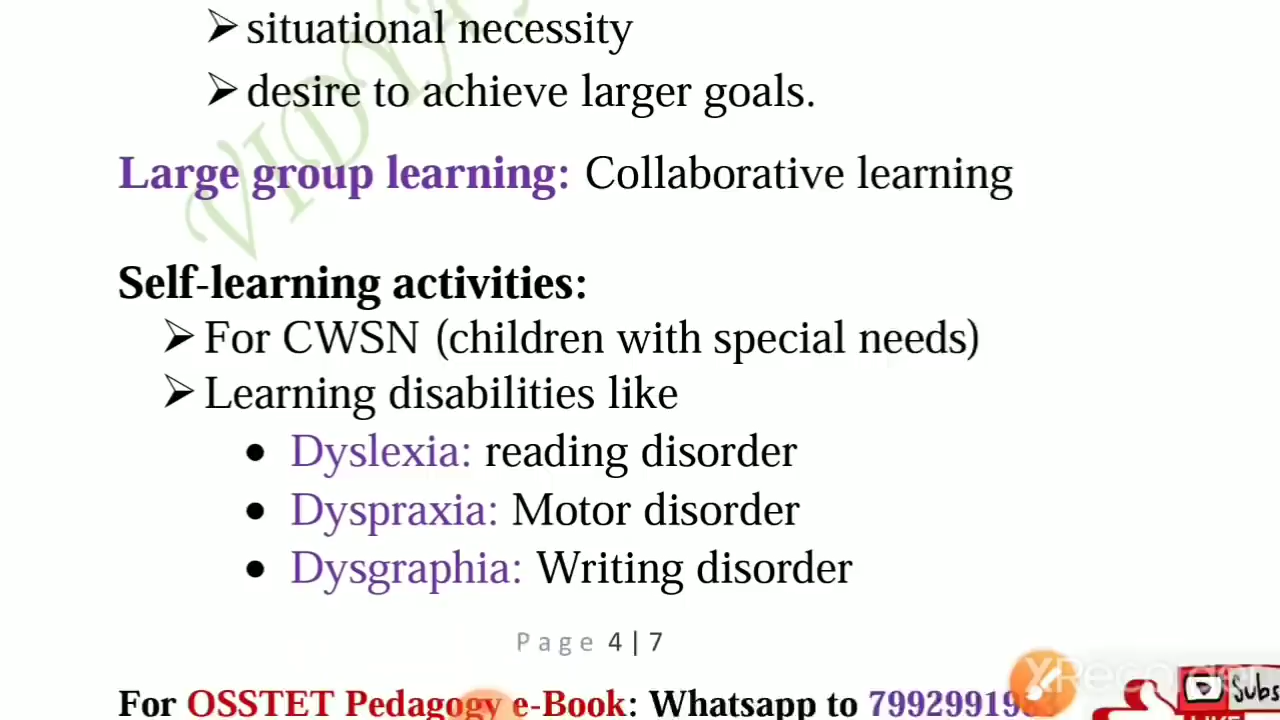 ➢ situational necessity
➢ desire to achieve larger goals.
Large group learning: Collaborative learning
Self-learning activities:
➢ For CWSN (children with special needs)
➢ Learning disabilities like
• Dyslexia: reading disorder
• Dyspraxia: Motor disorder
• Dysgraphia: Writing disorder
Page 4 | 7
For OSSTET Pedagogy e-Book: Whatsapp to
XRecorder
Subs